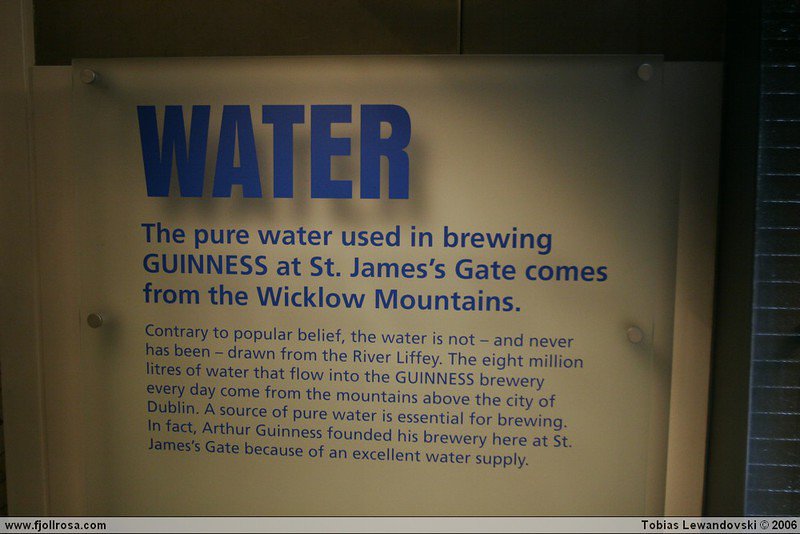 WATER
The pure water used in brewing
GUINNESS at St. James's Gate comes
from the Wicklow Mountains.
Contrary to popular belief, the water is not – and never
has been – drawn from the River Liffey. The eight million
litres of water that flow into the GUINNESS brewery
every day come from the mountains above the city of
Dublin. A source of pure water is essential for brewing.
In fact, Arthur Guinness founded his brewery here at St.
James's Gate because of an excellent water supply.
www.fjollrosa.com
Tobias Lewandovski © 2006